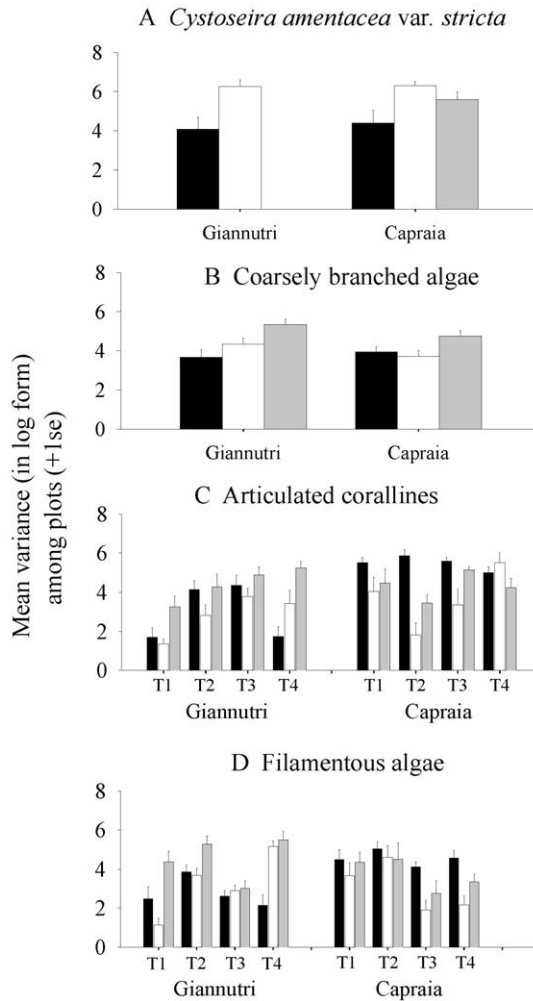 A Cystoseira amentacea var. stricta
8
6
4
2
0
Giannutri Capraia
B Coarsely branched algae
8
6
4
2
0
Giannutri Capraia
Mean variance (in log form)
among plots (+1se)
C Articulated corallines
8
6
4
2
0
T1 T2 T3 T4 T1 T2 T3 T4
Giannutri Capraia
D Filamentous algae
8
6
4
2
0
T1 T2 T3 T4 T1 T2 T3 T4
Giannutri Capraia